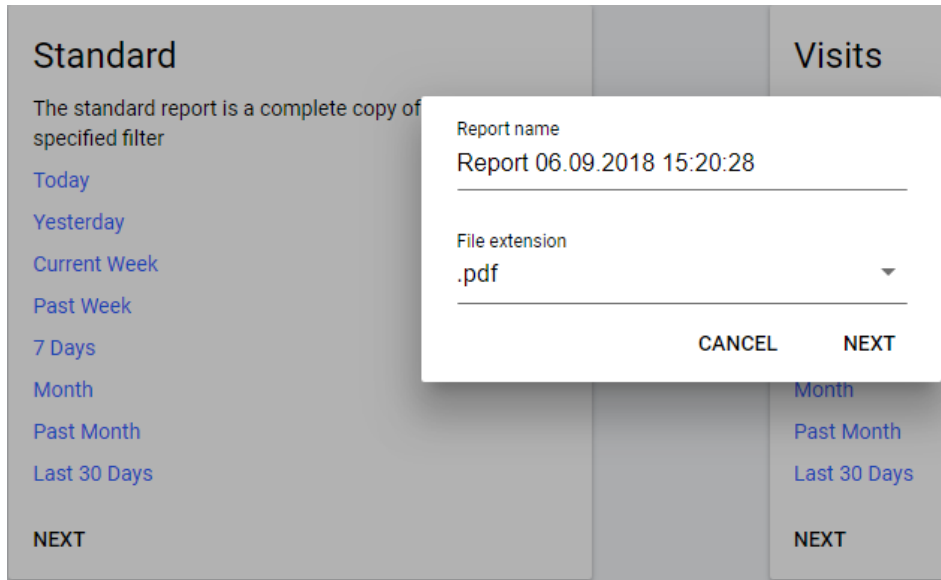 Standard
The standard report is a complete copy of
specified filter
Today
Yesterday
Current Week
Past Week
7 Days
Month
Past Month
Last 30 Days
NEXT
Report name
Report 06.09.2018 15:20:28
File extension
.pdf
CANCEL NEXT
Visits
Month
Past Month
Last 30 Days
NEXT